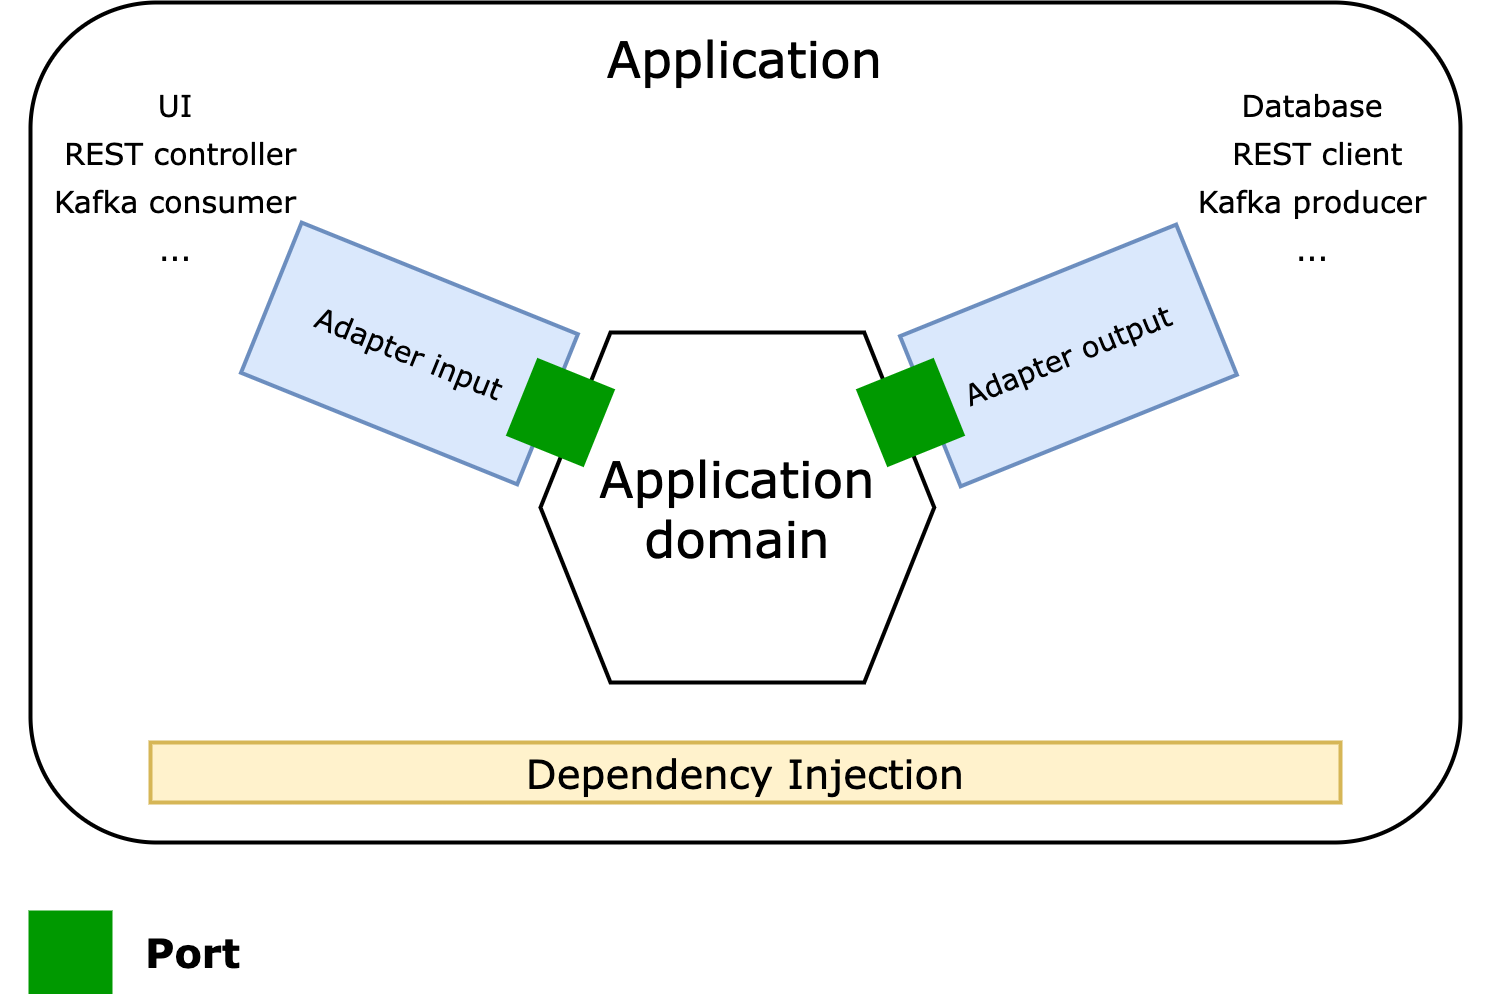 Application
UI
REST controller
Kafka consumer
...
Database
REST client
Kafka producer
...
Adapter input
Adapter output
Application
domain
Dependency Injection
Port